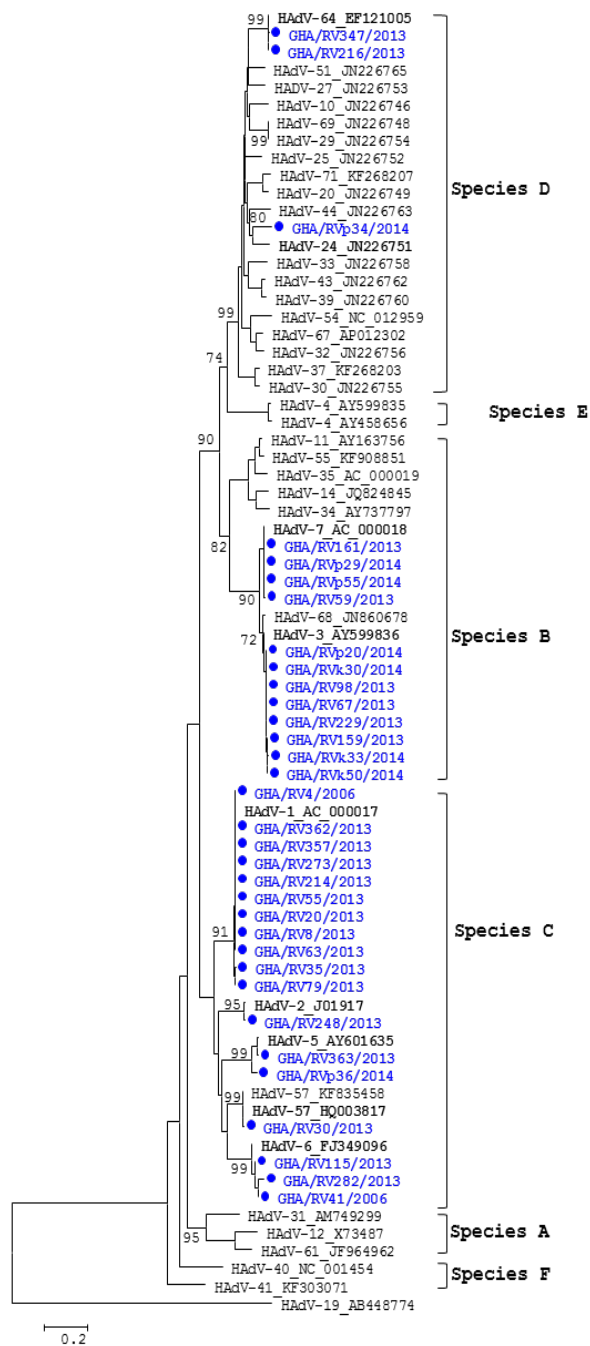 99
HAdV-64_EF121005
GHA/RV347/2013
GHA/RV216/2013
HAdV-51_JN226765
HADV-27_JN226753
HAdV-10_JN226746
HAdV-69_JN226748
99
HAdV-29_JN226754
HAdV-25_JN226752
HAdV-71_KF268207
HAdV-20_JN226749
Species D
HAdV-44_JN226763
80
GHA/RVp34/2014
HAdV-24_JN226751
HAdV-33_JN226758
HAdV-43_JN226762
HAdV-39_JN226760
99
HAdV-54_NC_012959
HAdV-67_AP012302
HAdV-32_JN226756
74
HAdV-37_KF268203
HAdV-30_JN226755
HAdV-4_AY599835
Species E
HAdV-4_AY458656
90
HAdV-11_AY163756
HAdV-55_KF908851
HAdV-35_AC_000019
HAdV-14_JQ824845
HAdV-34_AY737797
HAdV-7_AC_000018
82
GHA/RV161/2013
GHA/RVp29/2014
GHA/RVp55/2014
90
GHA/RV59/2013
HAdV-68_JN860678
72
HAdV-3_AY599836
Species B
GHA/RVp20/2014
GHA/RVk30/2014
GHA/RV98/2013
GHA/RV67/2013
GHA/RV229/2013
GHA/RV159/2013
GHA/RVk33/2014
GHA/RVk50/2014
GHA/RV4/2006
HAdV-1_AC_000017
GHA/RV362/2013
GHA/RV357/2013
GHA/RV273/2013
GHA/RV214/2013
GHA/RV55/2013
GHA/RV20/2013
91
GHA/RV8/2013
Species C
GHA/RV63/2013
GHA/RV35/2013
GHA/RV79/2013
95
HAdV-2_J01917
GHA/RV248/2013
HAdV-5_AY601635
99
GHA/RV363/2013
GHA/RVp36/2014
99
HAdV-57_KF835458
HAdV-57_HQ003817
GHA/RV30/2013
HAdV-6_FJ349096
99
GHA/RV115/2013
GHA/RV282/2013
GHA/RV41/2006
HAdV-31_AM749299
95
HAdV-12_X73487
Species A
HAdV-61_JF964962
HAdV-40_NC_001454
Species F
HAdV-41_KF303071
HAdV-19_AB448774
0.2